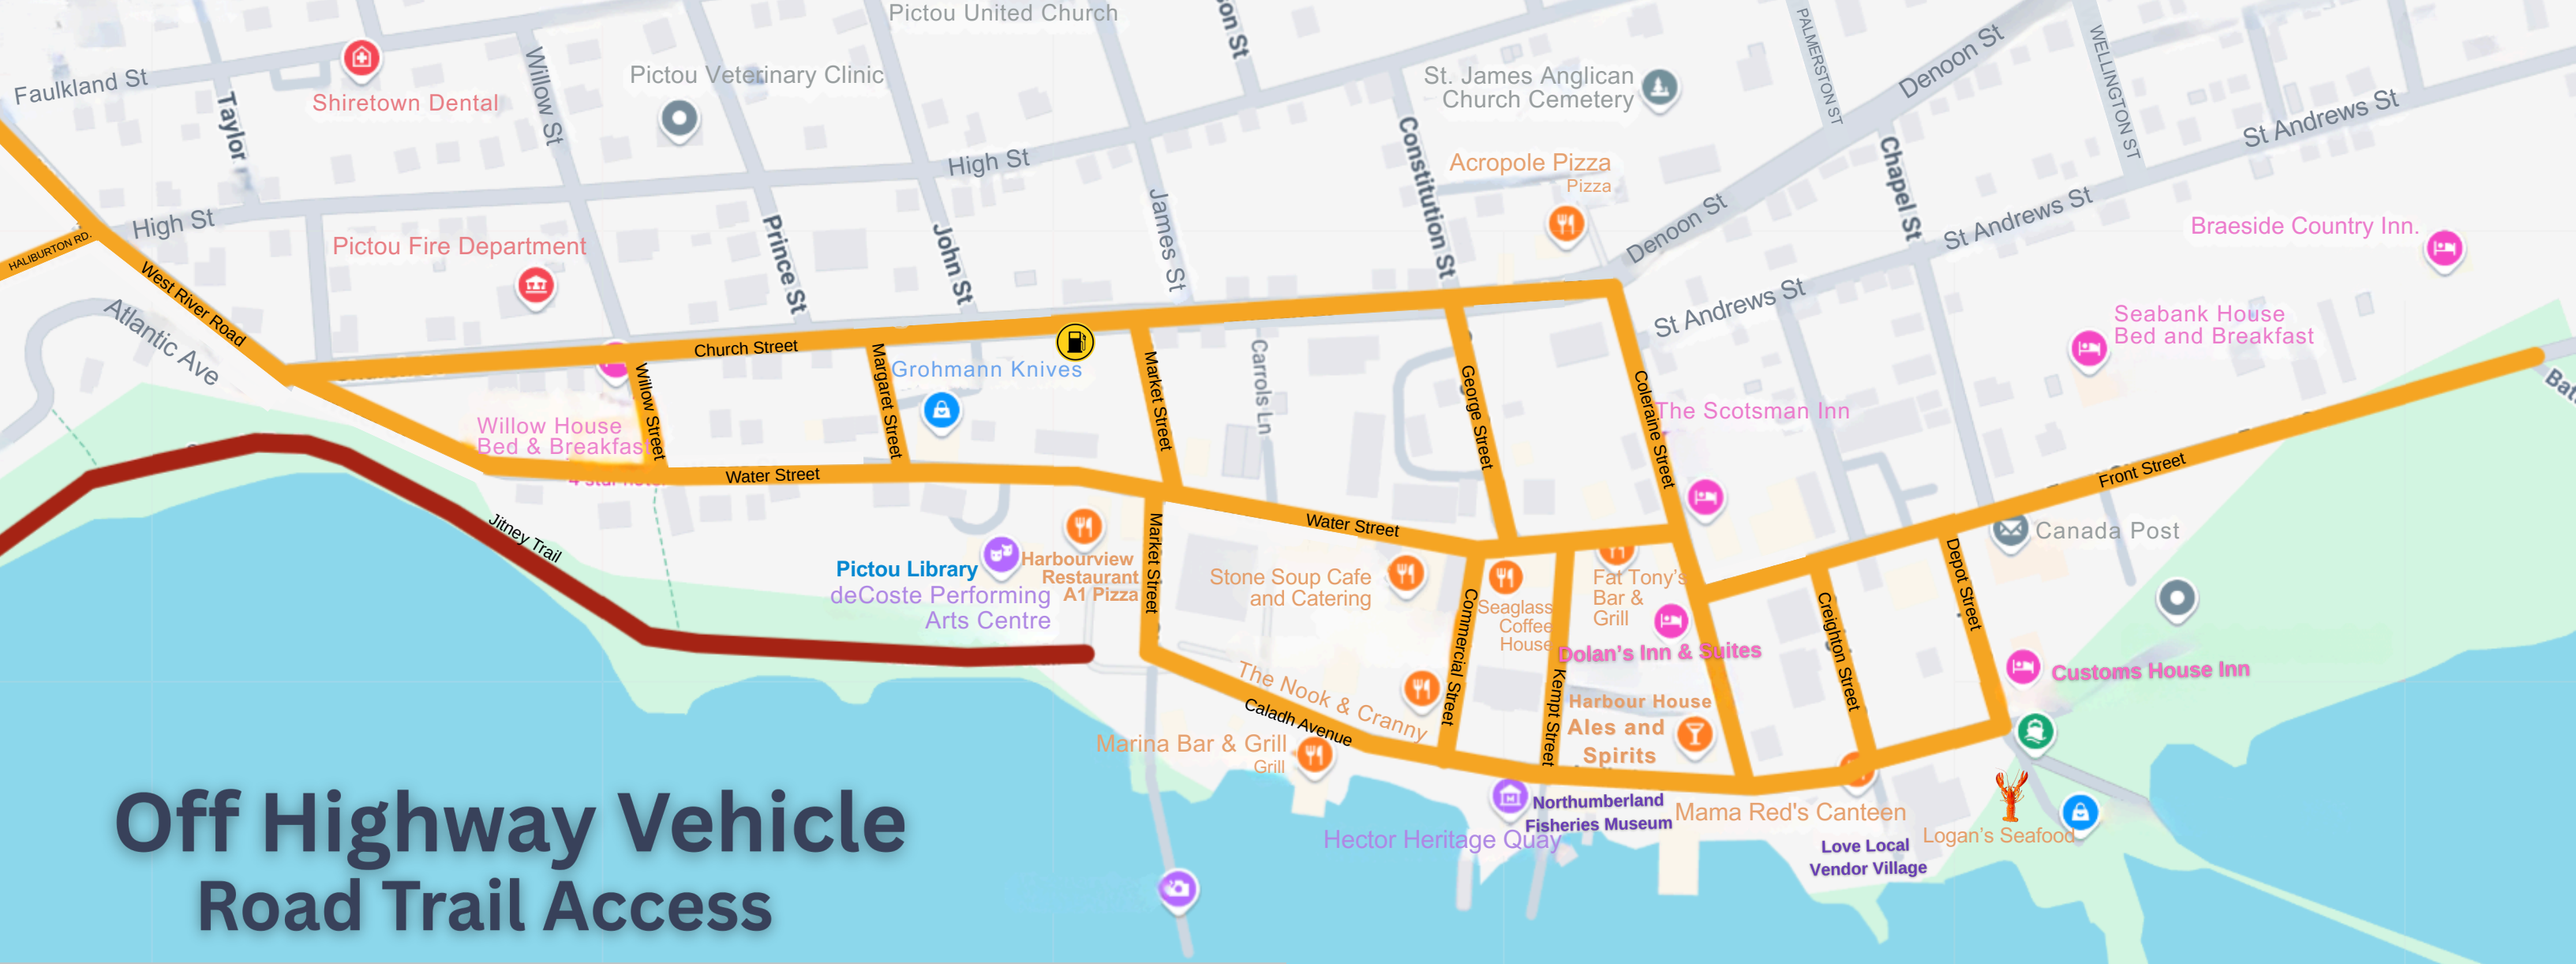 Pictou United Church
son St
PALMERSTON ST
WELLINGTON ST
Denoon St
Faulkland St
Shiretown Dental
Willow St
Pictou Veterinary Clinic
St. James Anglican
Church Cemetery
St Andrews St
Taylor
High St
Constitution St
Acropole Pizza
Pizza
Chapel St
High St
HALIBURTON RD.
Pictou Fire Department
Prince St
John St
James St
Denoon St
St Andrews St
Braeside Country Inn.
West River Road
Atlantic Ave
St Andrews St
Seabank House
Bed and Breakfast
Church Street
Margaret Street
Grohmann Knives
Market Street
Carrols Ln
George Street
Coleraine Street
The Scotsman Inn
Willow Street
Willow House
Bed & Breakfast
Water Street
Front Street
Jitney Trail
Water Street
Canada Post
Market Street
Harbourview
Restaurant
A1 Pizza
Pictou Library
deCoste Performing
Arts Centre
Stone Soup Cafe
and Catering
Commercial Street
Seaglass
Coffee
House
Fat Tony's
Bar &
Grill
Dolan's Inn & Suites
Creighton Street
Depot Street
Customs House Inn
The Nook & Cranny
Caladh Avenue
Kempt Street
Harbour House
Ales and
Spirits
Marina Bar & Grill
Grill
Northumberland
Fisheries Museum
Hector Heritage Quay
Mama Red's Canteen
Love Local
Vendor Village
Logan's Seafood
Off Highway Vehicle
Road Trail Access